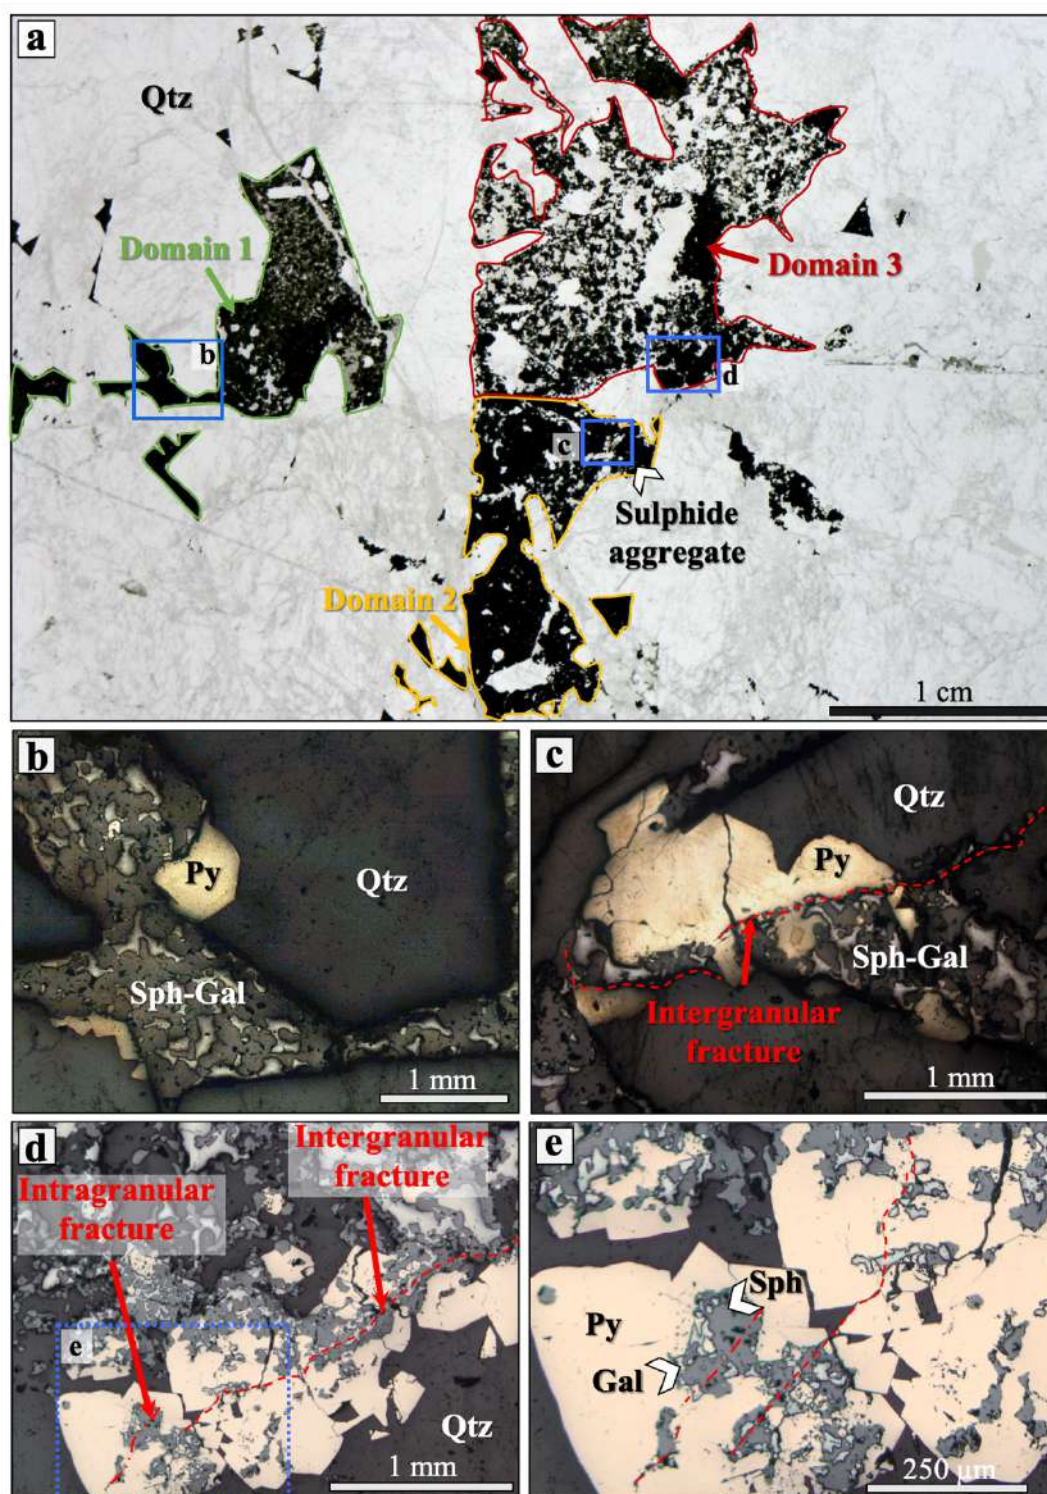 a
Qtz
Domain 1
b
Domain 3
d
c
Sulphide
aggregate
Domain 2
1 cm
b
Py
Qtz
Sph-Gal
1 mm
c
Qtz
Py
Sph-Gal
Intergranular
fracture
1 mm
d
Intergranular
fracture
Intragranular
fracture
e
Qtz
1 mm
e
Sph
Py
Gal
250 µm